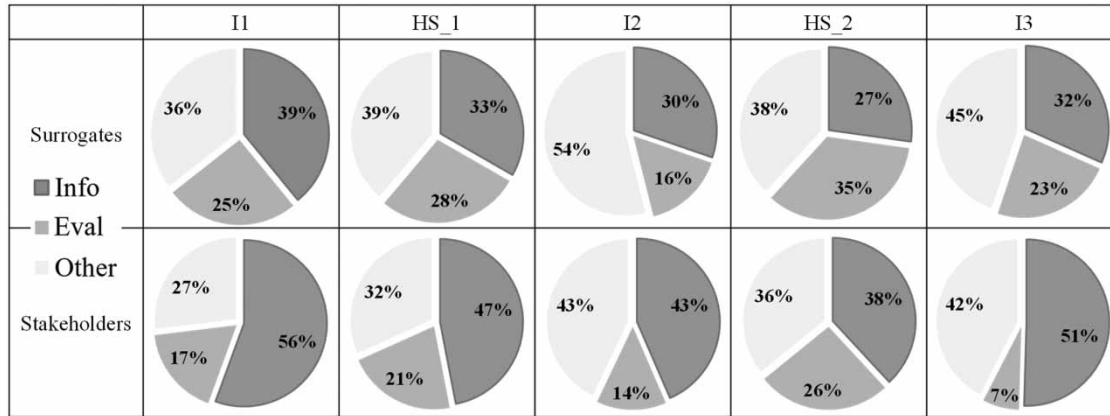 I1 HS_1 I2 HS_2 I3
Surrogates
36% 39% 25%
39% 33% 28%
54% 30% 16%
38% 27% 35%
45% 32% 23%
Info
Eval
Other
Stakeholders
27% 56% 17%
32% 47% 21%
43% 43% 14%
36% 38% 26%
42% 51% 7%